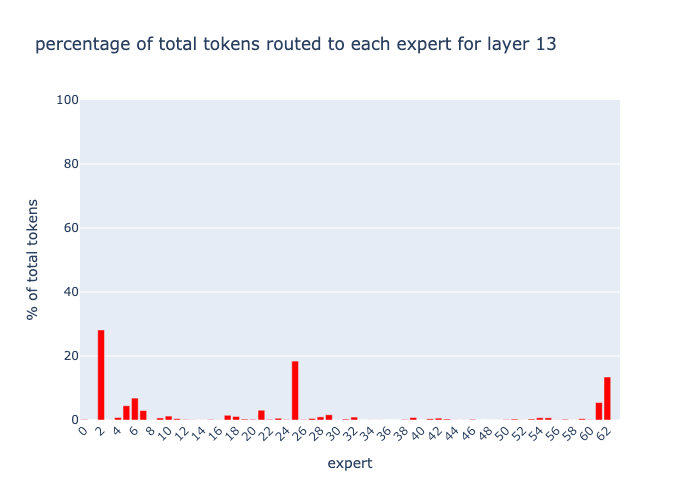 percentage of total tokens routed to each expert for layer 13
100
80
60
40
20
0
% of total tokens
0 2 4 6 8 10 12 14 16 18 20 22 24 26 28 30 32 34 36 38 40 42 44 46 48 50 52 54 56 58 60 62
expert